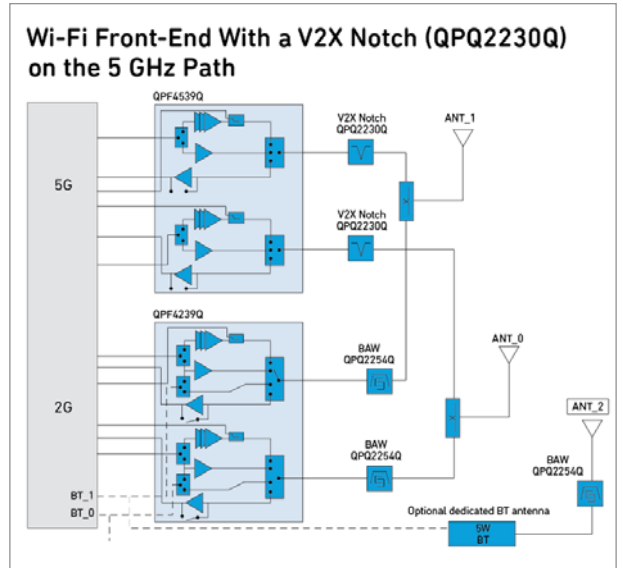 Wi-Fi Front-End With a V2X Notch (QPQ2230Q)
on the 5 GHz Path
QPF4539Q
V2X Notch
QPQ2230Q
ANT_1
5G
V2X Notch
QPQ2230Q
QPF4239Q
BAW
QPQ2254Q
ANT_0
2G
ANT_2
BAW
QPQ2254Q
BAW
QPQ2254Q
BT_1
BT_0
Optional dedicated BT antenna
5W
BT